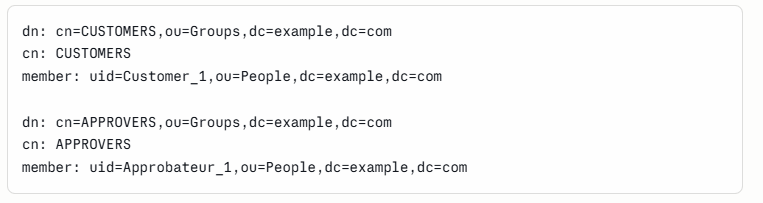 dn: cn=CUSTOMERS,ou=Groups,dc=example,dc=com
cn: CUSTOMERS
member: uid=Customer_1,ou=People,dc=example,dc=com

dn: cn=APPROVERS,ou=Groups,dc=example,dc=com
cn: APPROVERS
member: uid=Approbateur_1,ou=People,dc=example,dc=com